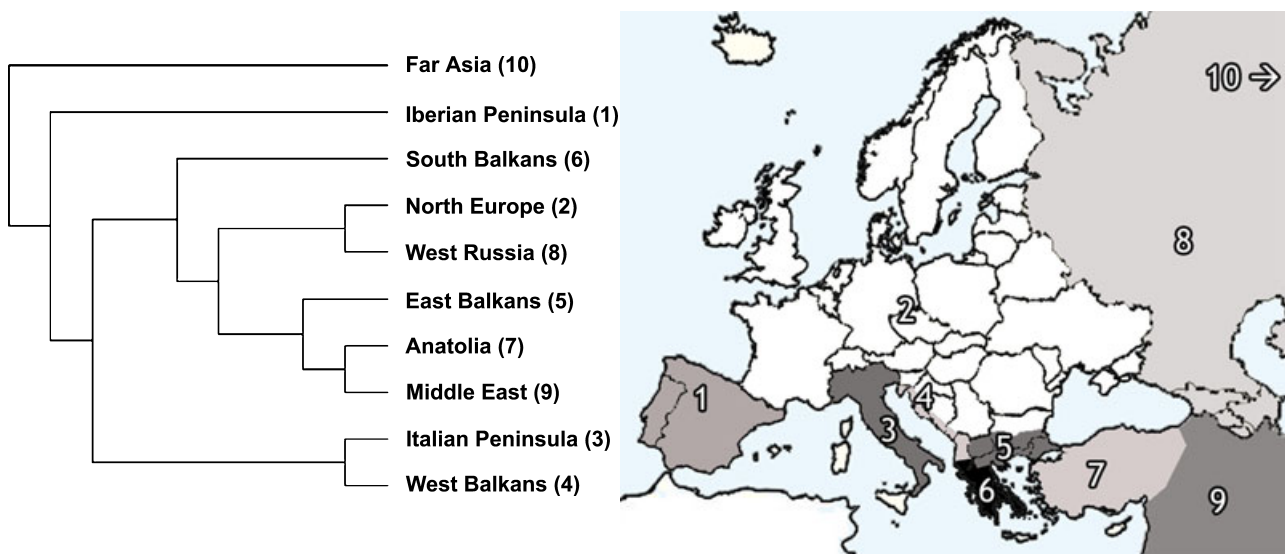 Far Asia (10)
Iberian Peninsula (1)
South Balkans (6)
North Europe (2)
West Russia (8)
East Balkans (5)
Anatolia (7)
Middle East (9)
Italian Peninsula (3)
West Balkans (4)
10 →
8
2
1
4
3
5
7
6
9